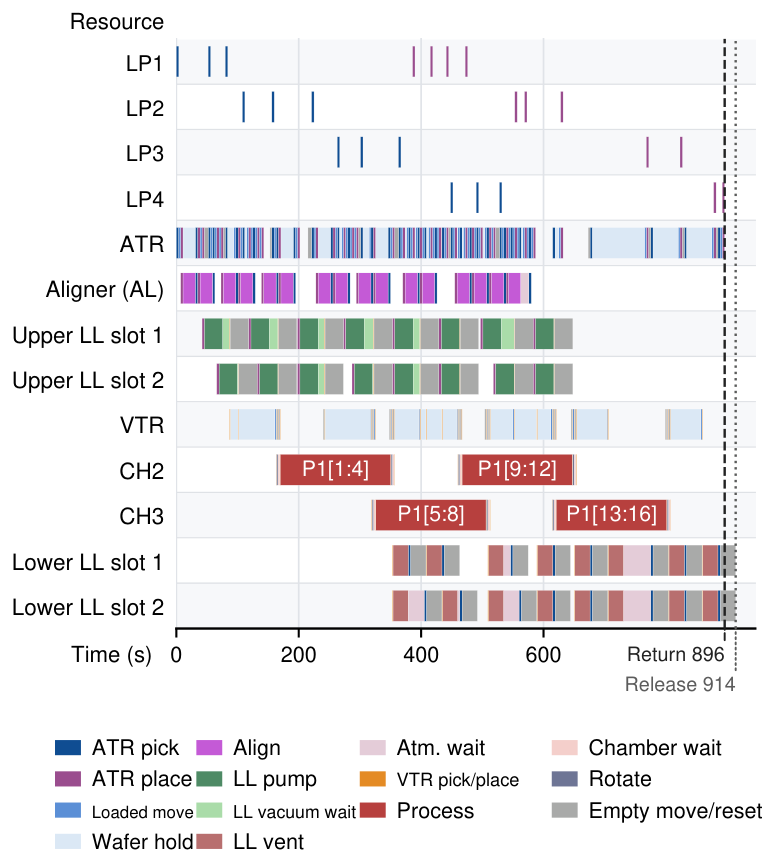 Resource
LP1
LP2
LP3
LP4
ATR
Aligner (AL)
Upper LL slot 1
Upper LL slot 2
VTR
CH2 P1[1:4] P1[9:12]
CH3 P1[5:8] P1[13:16]
Lower LL slot 1
Lower LL slot 2
Time (s) 0 200 400 600 Return 896
Release 914
ATR pick Align Atm. wait Chamber wait
ATR place LL pump VTR pick/place Rotate
Loaded move LL vacuum wait Process Empty move/reset
Wafer hold LL vent